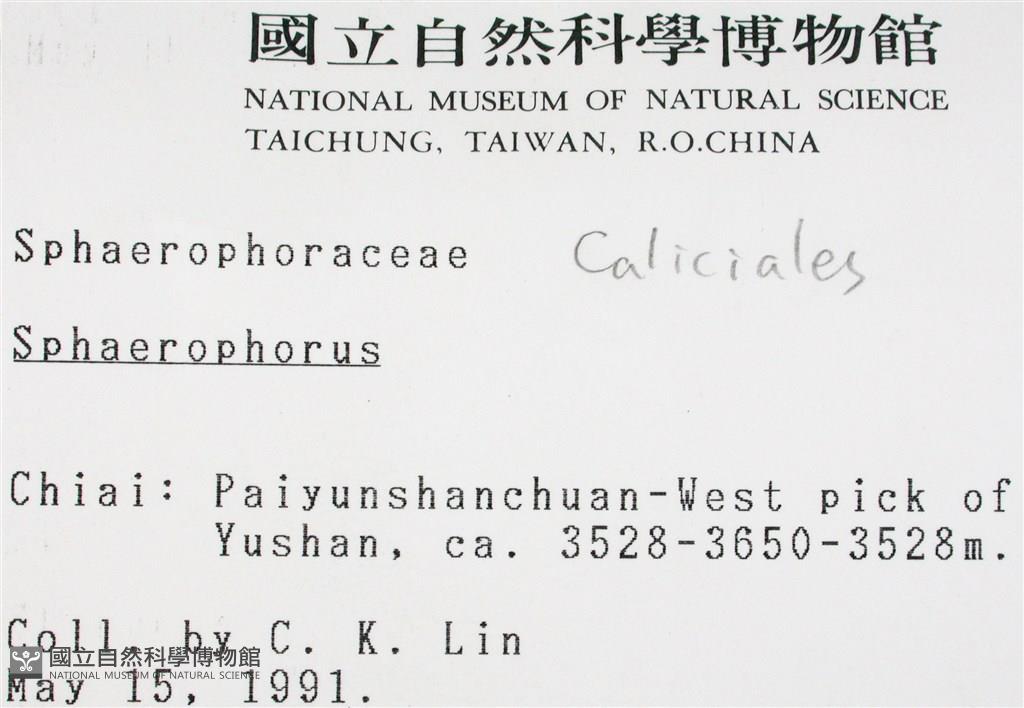 國立自然科學博物館
NATIONAL MUSEUM OF NATURAL SCIENCE
TAICHUNG, TAIWAN, R.O.CHINA
Sphaerophoraceae Caliciales
Sphaerophorus
Chiai: Paiyunshanchuan-West pick of
Yushan, ca. 3528-3650-3528m.
Coll. by C. K. Lin
國立自然科學博物館
NATIONAL MUSEUM OF NATURAL SCIENCE
May 15, 1991.